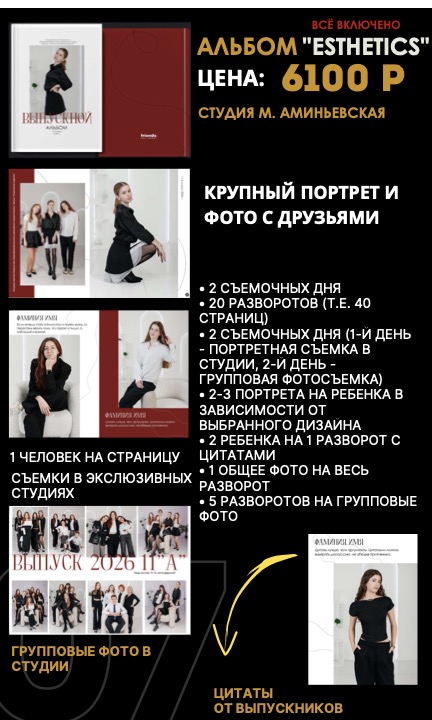 ВСЁ ВКЛЮЧЕНО
АЛЬБОМ "ESTHETICS"
ЦЕНА: 6100 Р
СТУДИЯ М. АМИНЬЕВСКАЯ
ВЫПУСКНОЙ
АЛЬБОМ
friends
КРУПНЫЙ ПОРТРЕТ И
ФОТО С ДРУЗЬЯМИ
• 2 СЪЕМОЧНЫХ ДНЯ
• 20 РАЗВОРОТОВ (Т.Е. 40
СТРАНИЦ)
• 2 СЪЕМОЧНЫХ ДНЯ (1-Й ДЕНЬ
- ПОРТРЕТНАЯ СЪЕМКА В
СТУДИИ, 2-Й ДЕНЬ -
ГРУППОВАЯ ФОТОСЪЕМКА)
• 2-3 ПОРТРЕТА НА РЕБЕНКА В
ЗАВИСИМОСТИ ОТ
ВЫБРАННОГО ДИЗАЙНА
• 2 РЕБЕНКА НА 1 РАЗВОРОТ С
ЦИТАТАМИ
• 1 ОБЩЕЕ ФОТО НА ВЕСЬ
РАЗВОРОТ
• 5 РАЗВОРОТОВ НА ГРУППОВЫЕ
ФОТО
ФАМИЛИЯ ИМЯ
ФАМИЛИЯ ИМЯ
1 ЧЕЛОВЕК НА СТРАНИЦУ
СЪЕМКИ В ЭКСЛЮЗИВНЫХ
СТУДИЯХ
ВЫПУСК 2026 11 "А"
ГРУППОВЫЕ ФОТО В
СТУДИИ
ФАМИЛИЯ ИМЯ
ЦИТАТЫ
ОТ ВЫПУСКНИКОВ